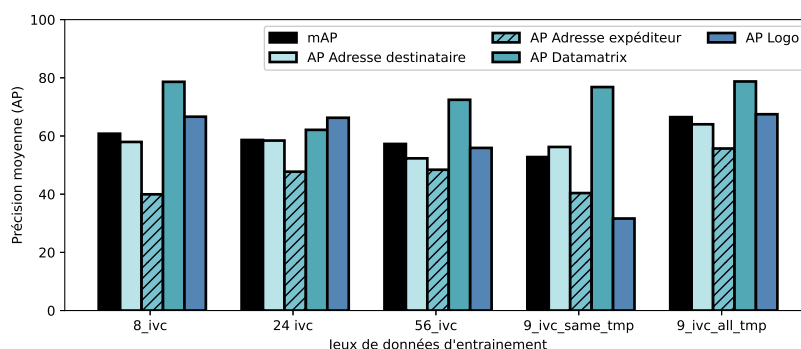 100
80
60
40
20
0
Précision moyenne (AP)
mAP
AP Adresse destinataire
AP Adresse expéditeur
AP Datamatrix
AP Logo
8_ivc
24 ivc
56_ivc
9_ivc_same_tmp
9_ivc_all_tmp
Jeux de données d'entrainement